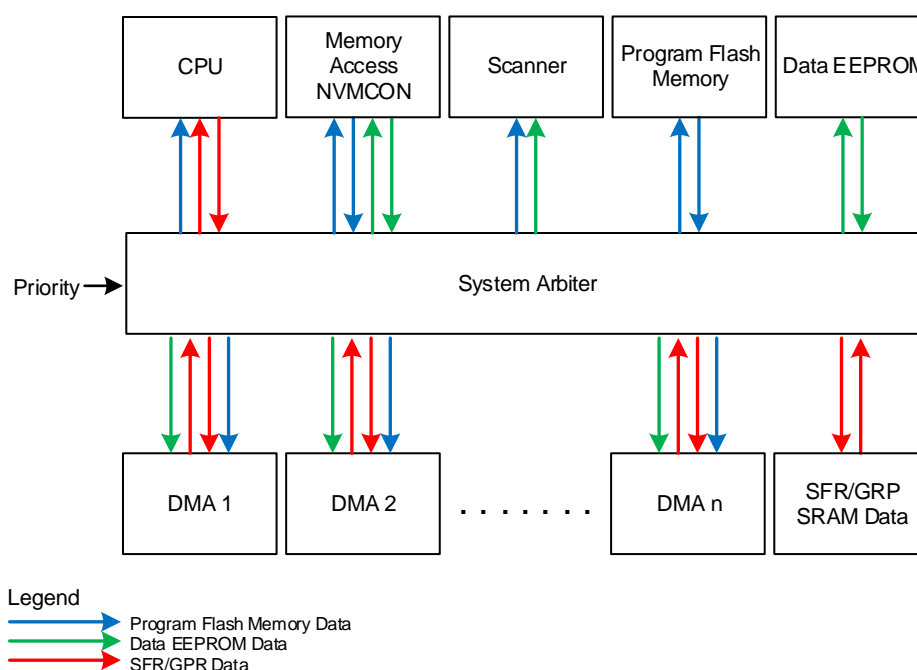 CPU
Memory
Access
NVMCON
Scanner
Program Flash
Memory
Data EEPROM
Priority
System Arbiter
DMA 1
DMA 2
. . . . . . .
DMA n
SFR/GRP
SRAM Data
Legend
Program Flash Memory Data
Data EEPROM Data
SFR/GPR Data